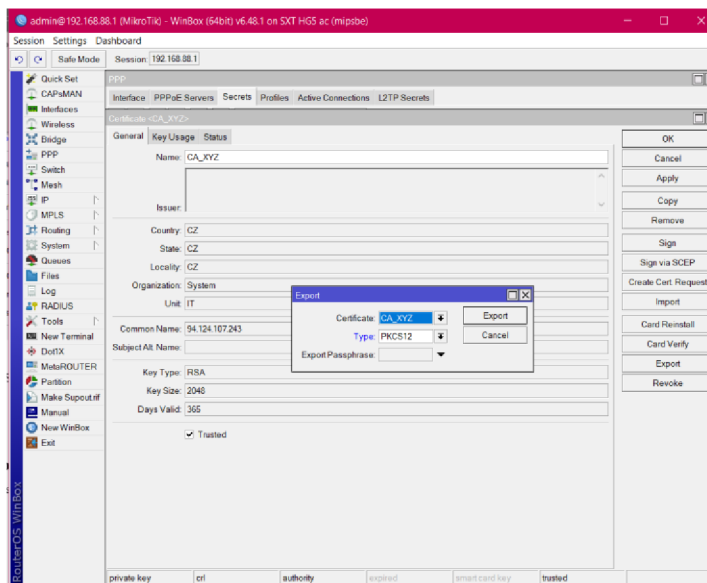 admin@192.168.88.1 (MikroTik) - WinBox (64bit) v6.48.1 on SXT HG5 ac (mipsbe)
Session Settings Dashboard
Safe Mode Session: 192.168.88.1
Quick Set
CAPsMAN
Interfaces
Wireless
Bridge
PPP
Switch
Mesh
IP
MPLS
Routing
System
Queues
Files
Log
RADIUS
Tools
New Terminal
Dot1X
MetaROUTER
Partition
Make Supout.rif
Manual
New WinBox
Exit
RouterOS WinBox
PPP
Interface PPPoE Servers Secrets Profiles Active Connections L2TP Secrets
Certificate <CA_XYZ>
General Key Usage Status
Name: CA_XYZ
Issuer:
Country: CZ
State: CZ
Locality: CZ
Organization: System
Unit: IT
Common Name: 94.124.107.243
Subject Alt. Name:
Key Type: RSA
Key Size: 2048
Days Valid: 365
Trusted
Export
Certificate: CA_XYZ
Type: PKCS12
Export Passphrase:
Export
Cancel
OK
Cancel
Apply
Copy
Remove
Sign
Sign via SCEP
Create Cert. Request
Import
Card Reinstall
Card Verify
Export
Revoke
private key crl authority expired smart card key trusted